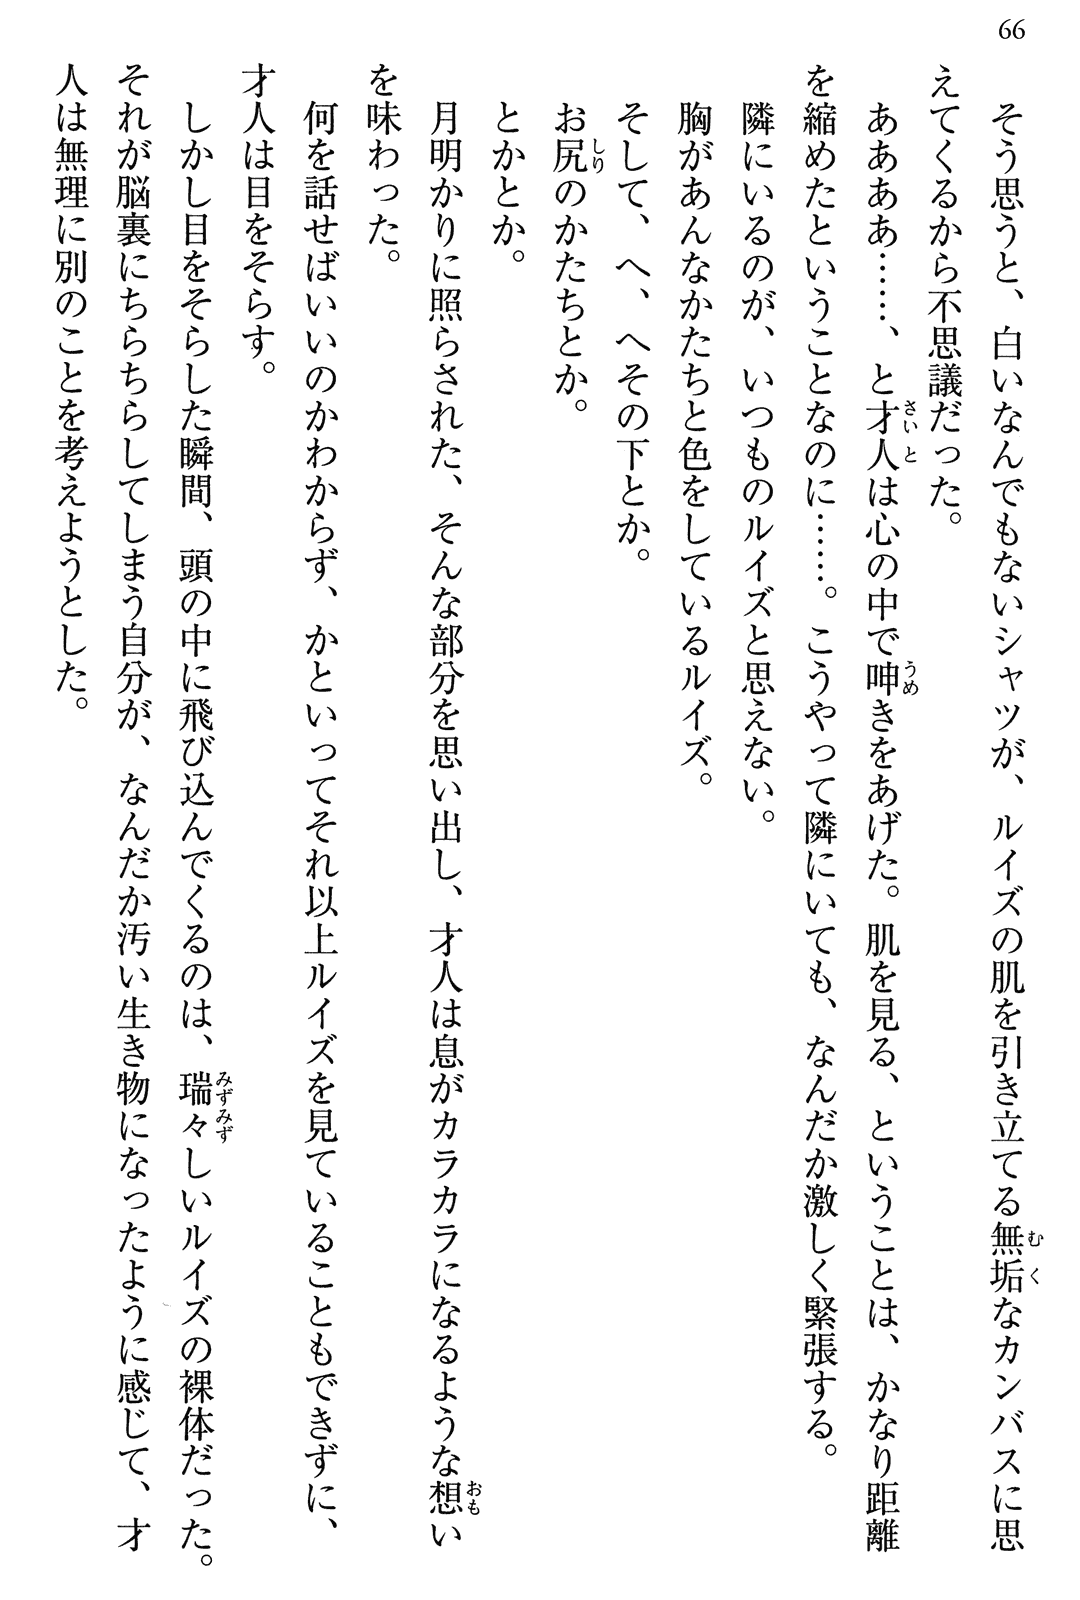 66
そう思うと、白いなんでもないシャツが、ルイズの肌を引き立てる無垢なカンバスに思
えてくるから不思議だった。
ああああ……、と才人は心の中で呻きをあげた。肌を見る、ということは、かなり距離
を縮めたということなのに……。こうやって隣にいても、なんだか激しく緊張する。
隣にいるのが、いつものルイズと思えない。
胸があんなかたちと色をしているルイズ。
そして、へ、へその下とか。
お尻のかたちとか。
とかとか。
月明かりに照らされた、そんな部分を思い出し、才人は息がカラカラになるような想い
を味わった。
何を話せばいいのかわからず、かといってそれ以上ルイズを見ていることもできずに、
才人は目をそらす。
しかし目をそらした瞬間、頭の中に飛び込んでくるのは、瑞々しいルイズの裸体だった。
それが脳裏にちらちらしてしまう自分が、なんだか汚い生き物になったように感じて、才
人は無理に別のことを考えようとした。